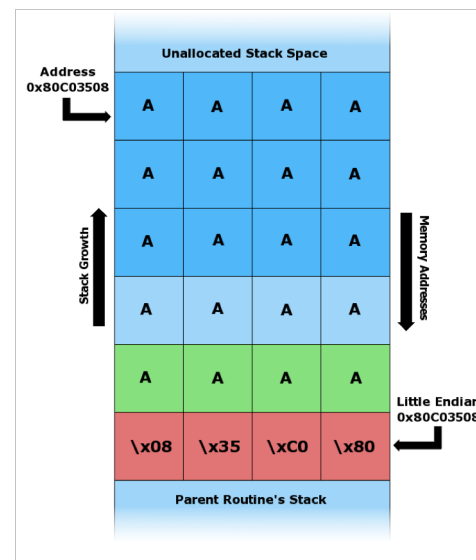 Unallocated Stack Space
Address
0x80C03508
A A A A
A A A A
A A A A
Stack Growth
Memory Addresses
A A A A
A A A A
Little Endian
0x80C03508
\x08 \x35 \xC0 \x80
Parent Routine's Stack